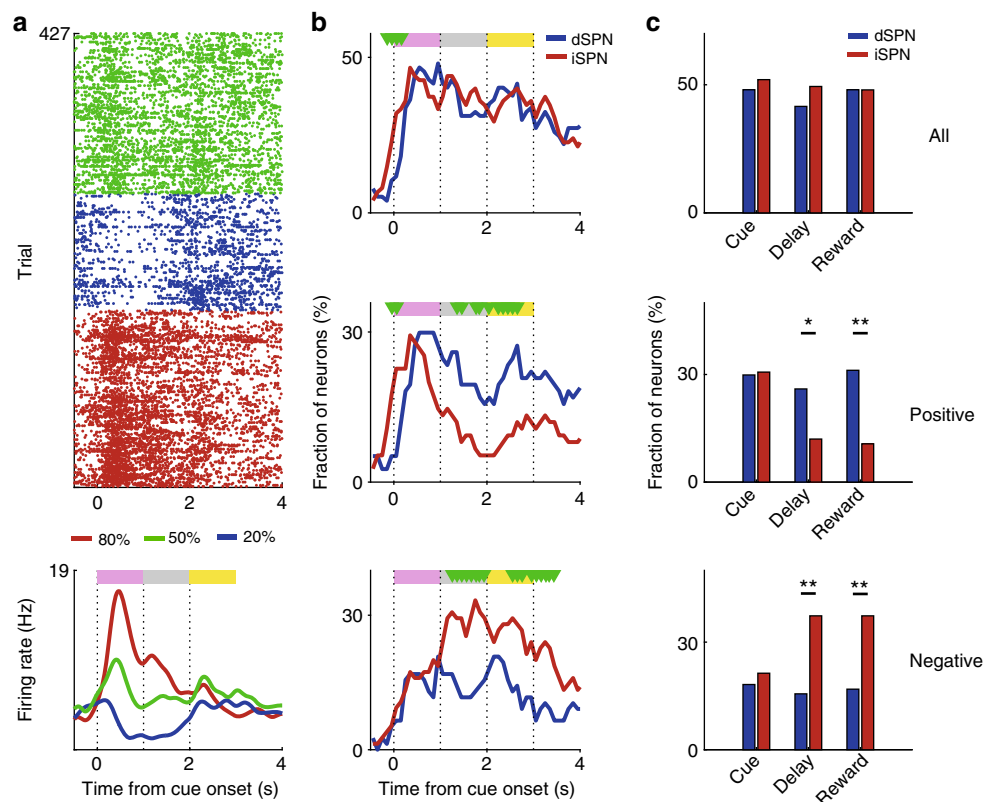 a
427
Trial
0
2
4
80%
50%
20%
19
Firing rate (Hz)
0
0
2
4
Time from cue onset (s)
b
dSPN
iSPN
50
0
0
2
4
Fraction of neurons (%)
30
0
0
2
4
30
0
0
2
4
Time from cue onset (s)
c
dSPN
iSPN
50
0
Cue
Delay
Reward
All
Fraction of neurons (%)
* **
30
0
Cue
Delay
Reward
Positive
** **
30
0
Cue
Delay
Reward
Negative